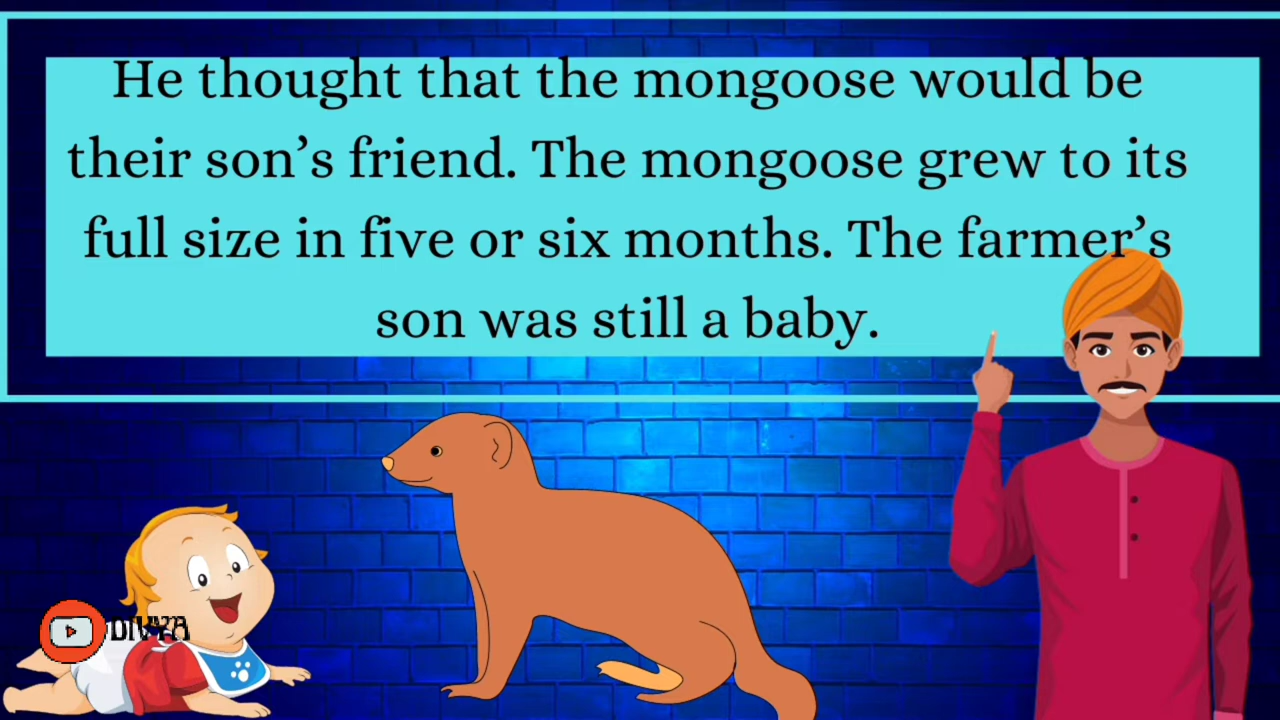 He thought that the mongoose would be
their son’s friend. The mongoose grew to its
full size in five or six months. The farmer’s
son was still a baby.
DIVYA